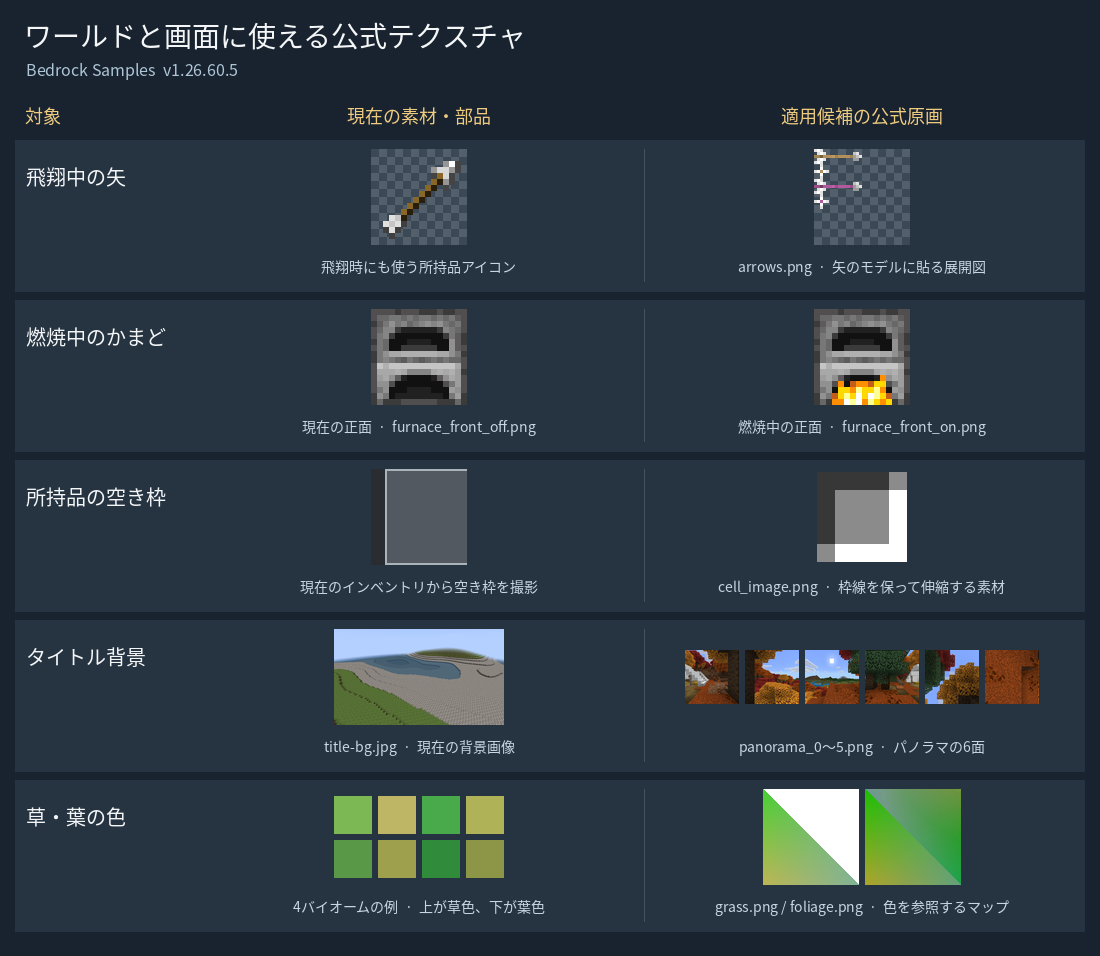 ワールドと画面に使える公式テクスチャ
Bedrock Samples v1.26.60.5
対象 現在の素材・部品 適用候補の公式原画
飛翔中の矢
飛翔時にも使う所持品アイコン arrows.png · 矢のモデルに貼る展開図
燃焼中のかまど
現在の正面 · furnace_front_off.png 燃焼中の正面 · furnace_front_on.png
所持品の空き枠
現在のインベントリから空き枠を撮影 cell_image.png · 枠線を保って伸縮する素材
タイトル背景
title-bg.jpg · 現在の背景画像 panorama_0〜5.png · パノラマの6面
草・葉の色
4バイオームの例 · 上が草色、下が葉色 grass.png / foliage.png · 色を参照するマップ